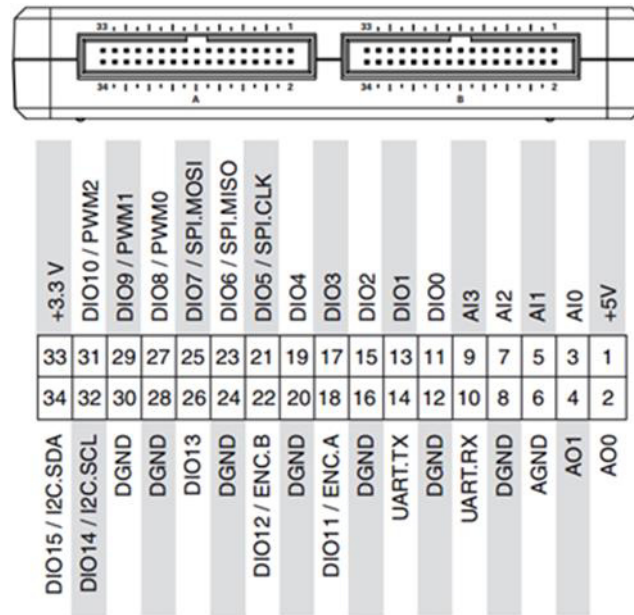 33 1 33 1
34 2 34 2
A B
+3.3 V
DIO10 / PWM2
DIO9 / PWM1
DIO8 / PWM0
DIO7 / SPI.MOSI
DIO6 / SPI.MISO
DIO5 / SPI.CLK
DIO4
DIO3
DIO2
DIO1
DIO0
AI3
AI2
AI1
AI0
+5V
33 31 29 27 25 23 21 19 17 15 13 11 9 7 5 3 1
34 32 30 28 26 24 22 20 18 16 14 12 10 8 6 4 2
DIO15 / I2C.SDA
DIO14 / I2C.SCL
DGND
DGND
DIO13
DGND
DIO12 / ENC.B
DGND
DIO11 / ENC.A
DGND
UART.TX
DGND
UART.RX
DGND
AGND
AO1
AO0